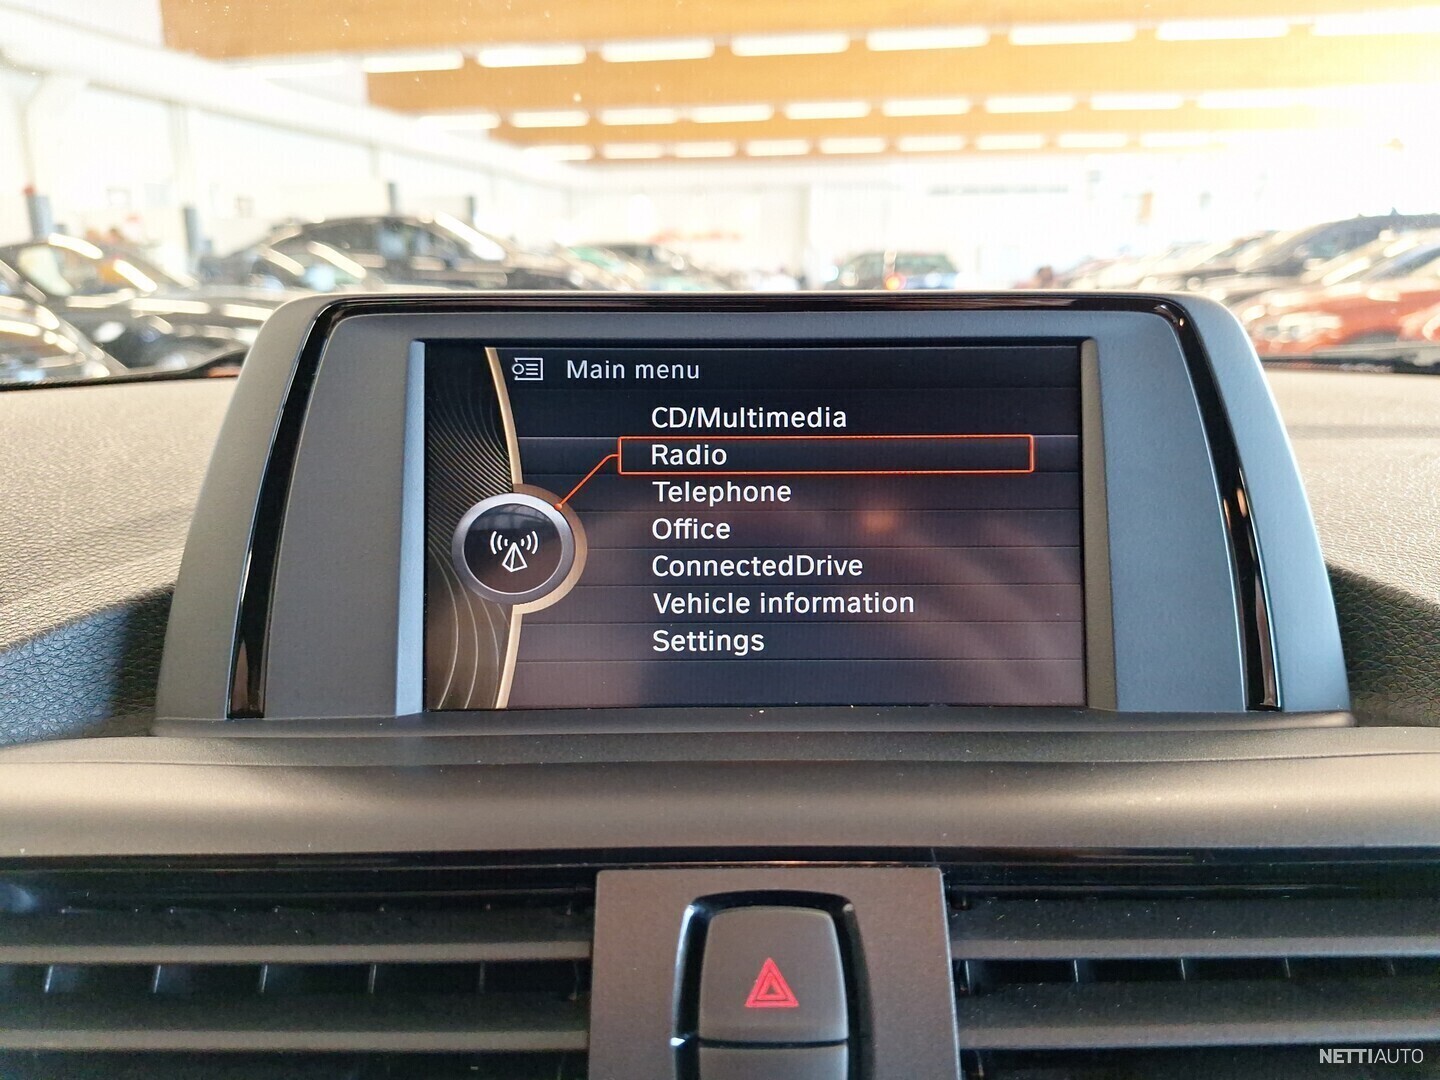 Main menu
CD/Multimedia
Radio
Telephone
Office
ConnectedDrive
Vehicle information
Settings
NETTIAUTO